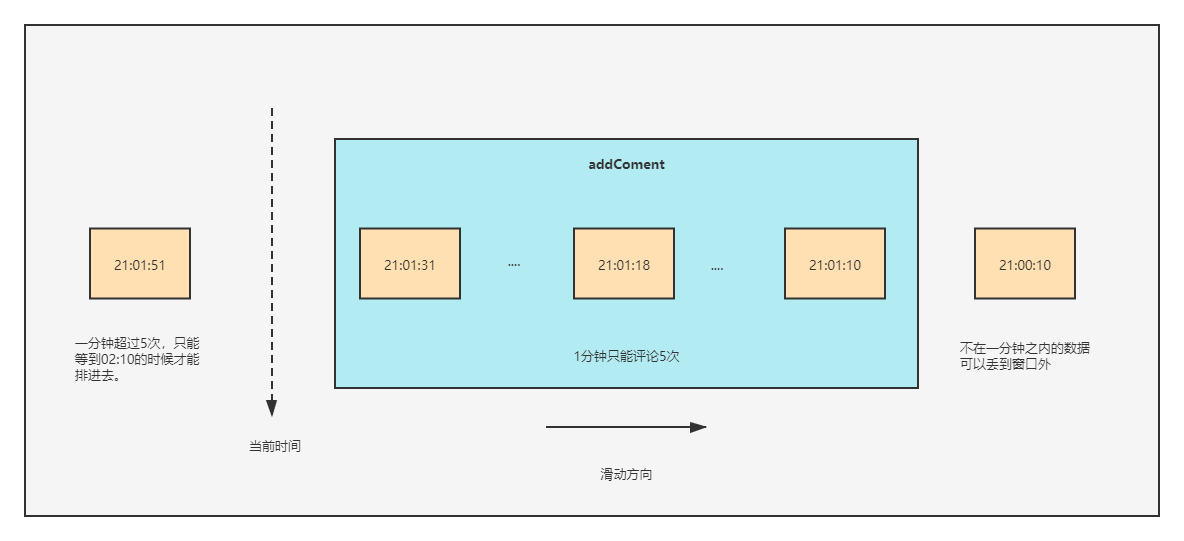 addComent
21:01:51
21:01:31
....
21:01:18
....
21:01:10
21:00:10
一分钟超过5次，只能
等到02:10的时候才能
排进去。
1分钟只能评论5次
不在一分钟之内的数据
可以丢到窗口外
当前时间
滑动方向